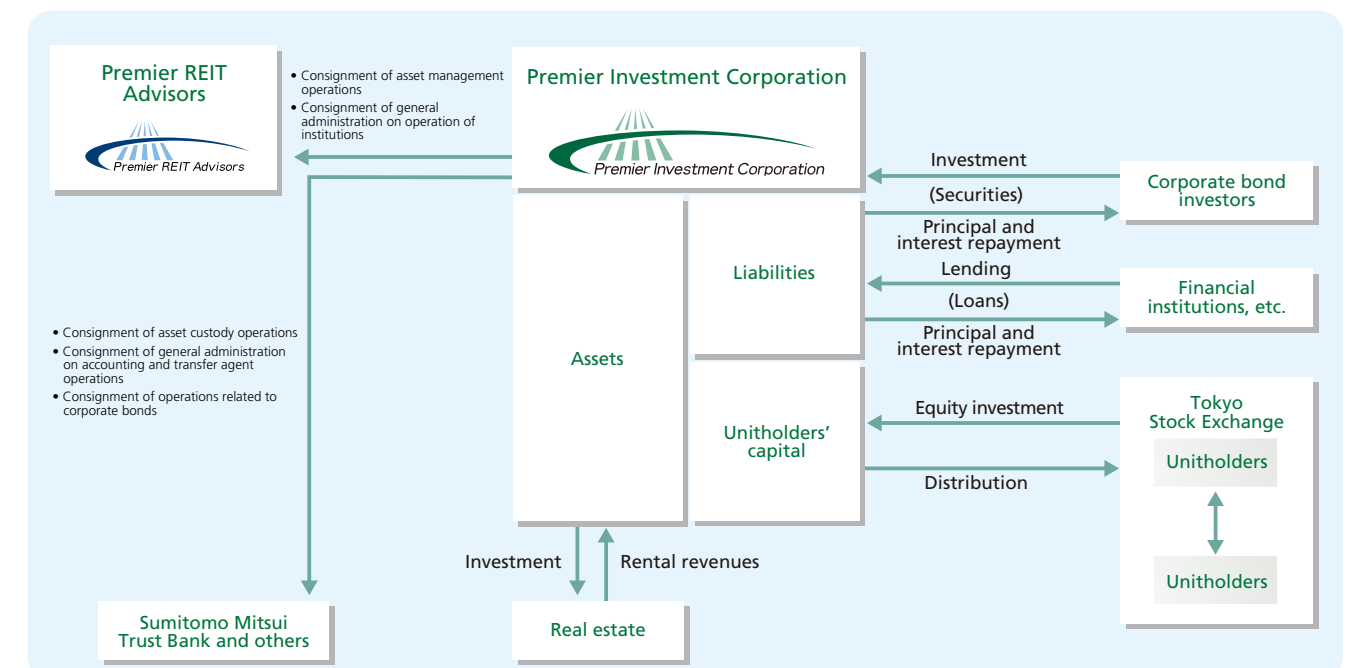 Premier REIT
Advisors
Premier REIT Advisors
• Consignment of asset management
operations
• Consignment of general
administration on operation of
institutions
Premier Investment Corporation
Premier Investment Corporation
Investment
(Securities)
Principal and
interest repayment
Corporate bond
investors
Liabilities
Lending
(Loans)
Principal and
interest repayment
Financial
institutions, etc.
• Consignment of asset custody operations
• Consignment of general administration
on accounting and transfer agent
operations
• Consignment of operations related to
corporate bonds
Assets
Unitholders'
capital
Equity investment
Distribution
Tokyo
Stock Exchange
Unitholders
Unitholders
Investment
Rental revenues
Sumitomo Mitsui
Trust Bank and others
Real estate